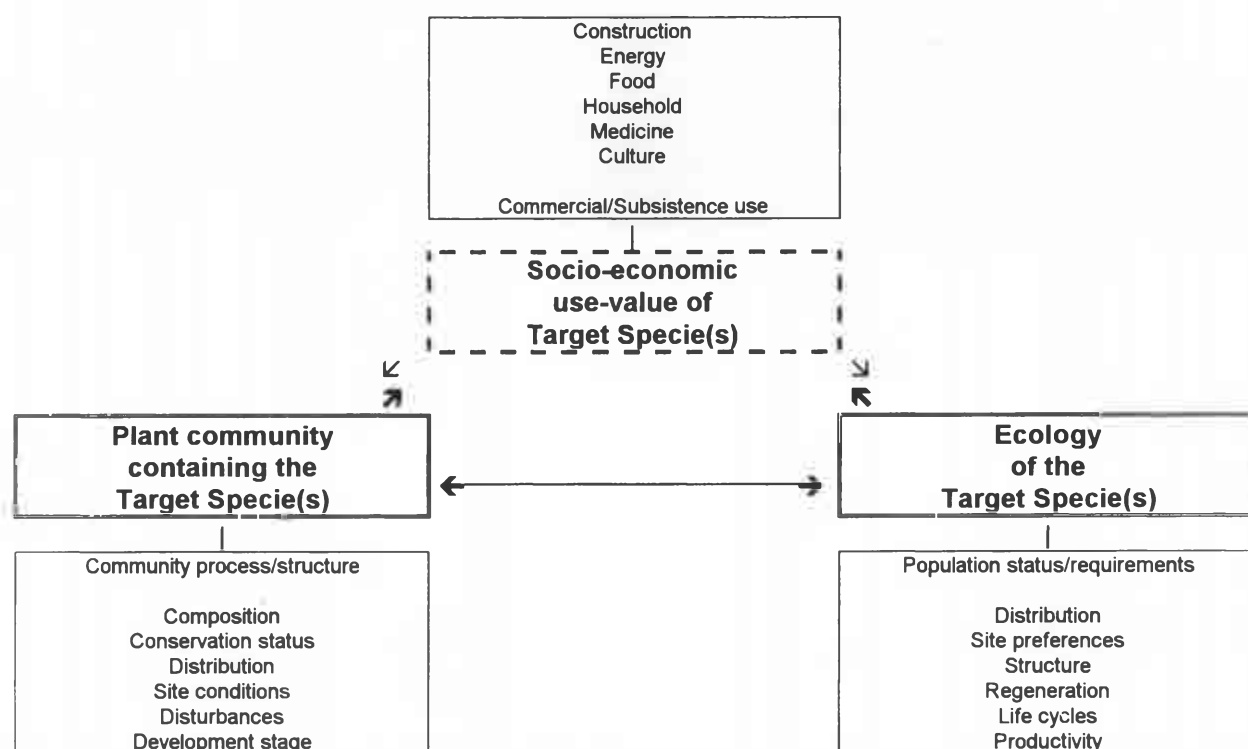 Construction
Energy
Food
Household
Medicine
Culture
Commercial/Subsistence use
Socio-economic
use-value of
Target Specie(s)
Plant community
containing the
Target Specie(s)
Ecology
of the
Target Specie(s)
Community process/structure
Composition
Conservation status
Distribution
Site conditions
Disturbances
Development stage
Population status/requirements
Distribution
Site preferences
Structure
Regeneration
Life cycles
Productivity